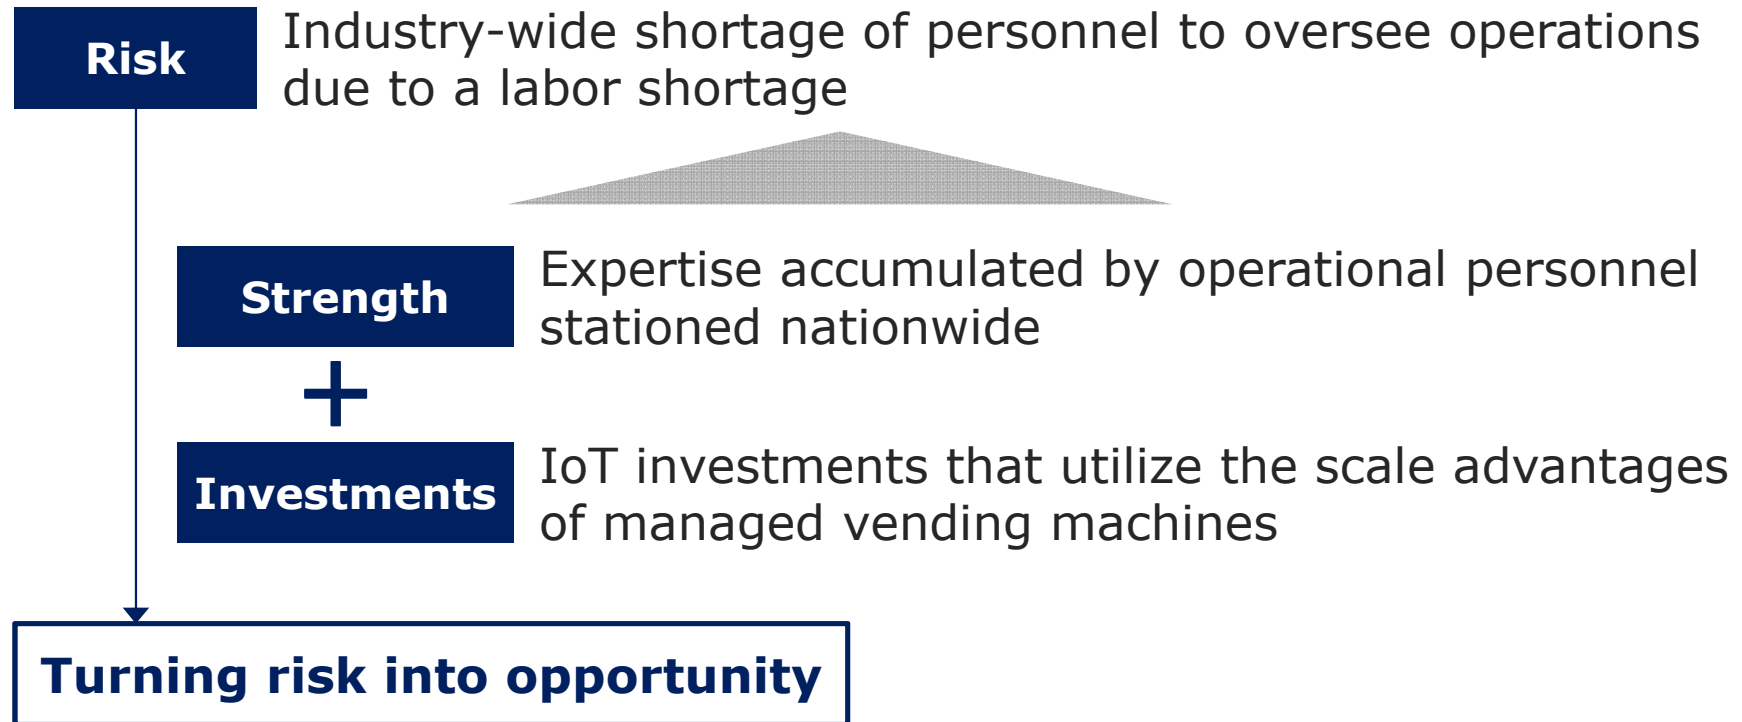 Risk
Industry-wide shortage of personnel to oversee operations
due to a labor shortage
Strength
Expertise accumulated by operational personnel
stationed nationwide
+
Investments
IoT investments that utilize the scale advantages
of managed vending machines
Turning risk into opportunity